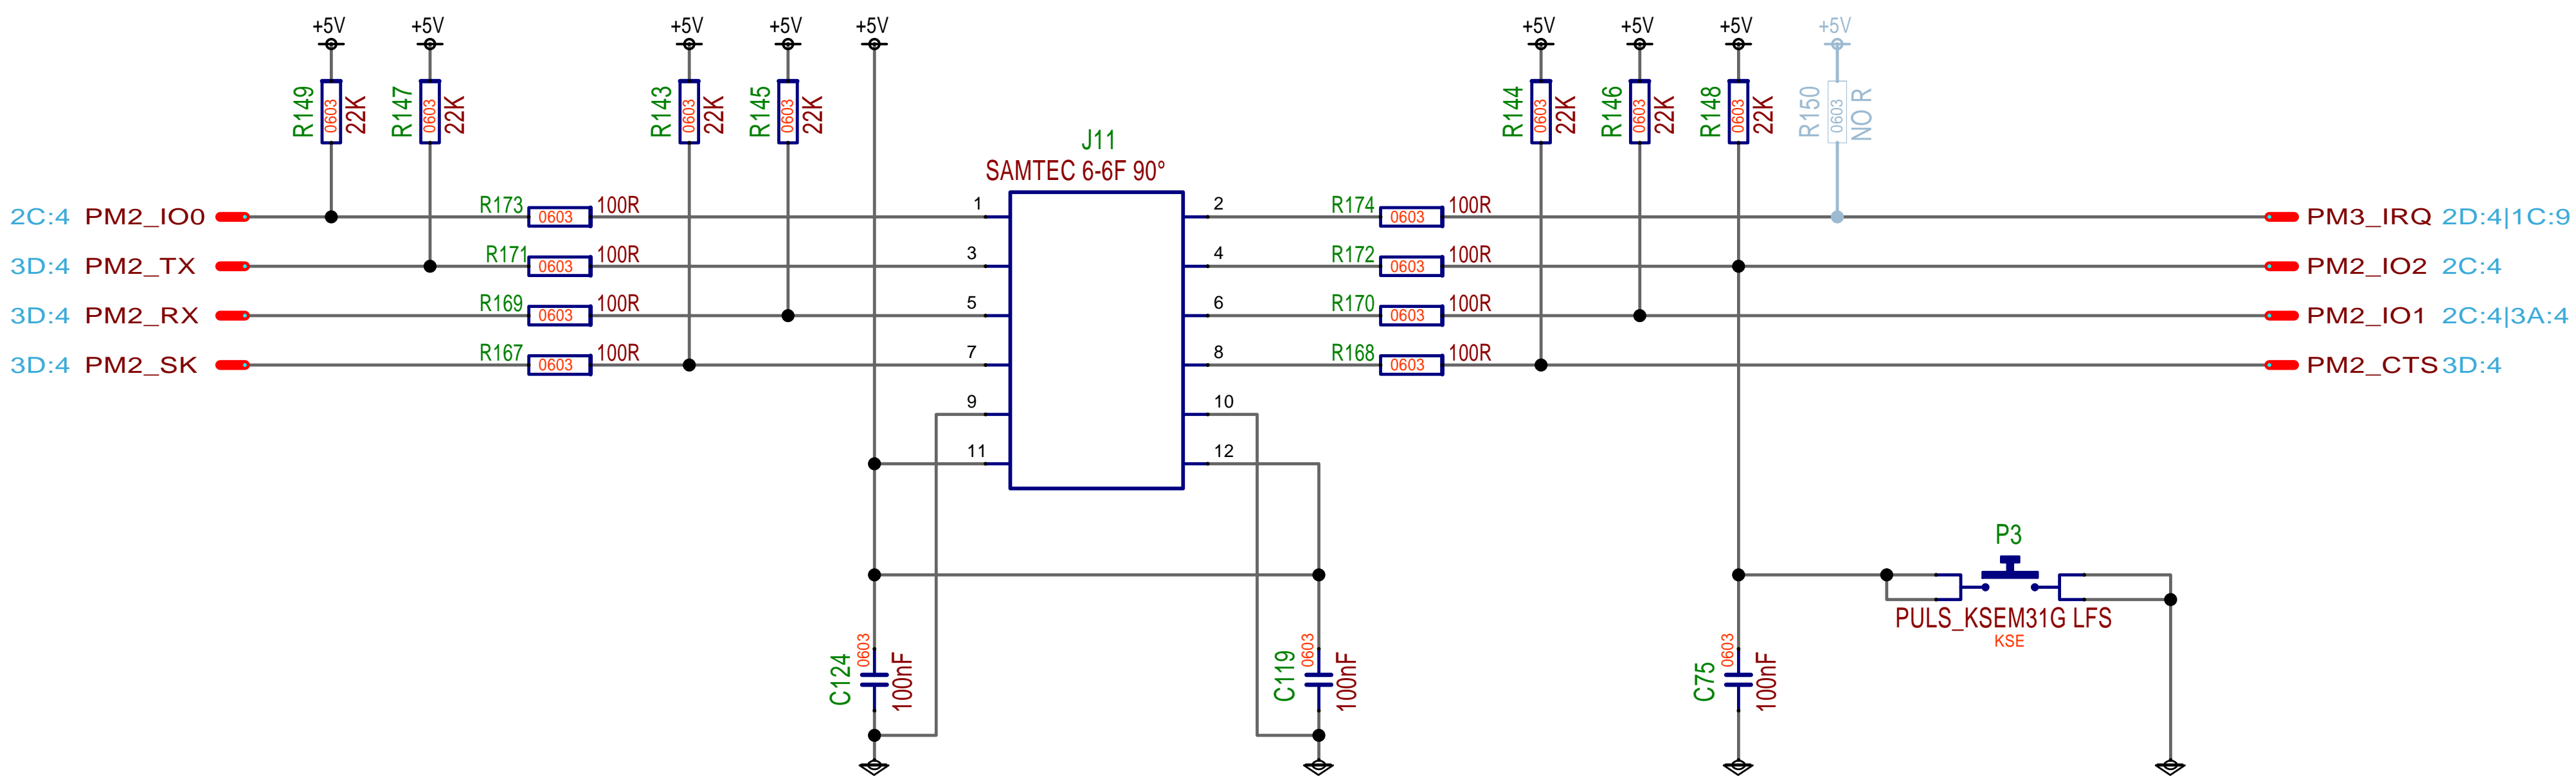 +5V +5V +5V +5V +5V +5V +5V +5V +5V
R149 0603 22K R147 0603 22K R143 0603 22K R145 0603 22K R144 0603 22K R146 0603 22K R148 0603 22K R150 0603 NO R
J11
SAMTEC 6-6F 90°
2C:4 PM2_IO0 R173 0603 100R 1 2 R174 0603 100R PM3_IRQ 2D:4|1C:9
3D:4 PM2_TX R171 0603 100R 3 4 R172 0603 100R PM2_IO2 2C:4
3D:4 PM2_RX R169 0603 100R 5 6 R170 0603 100R PM2_IO1 2C:4|3A:4
3D:4 PM2_SK R167 0603 100R 7 8 R168 0603 100R PM2_CTS 3D:4
9 10
11 12
P3
PULS_KSEM31G LFS
KSE
C124 0603 100nF C119 0603 100nF C75 0603 100nF